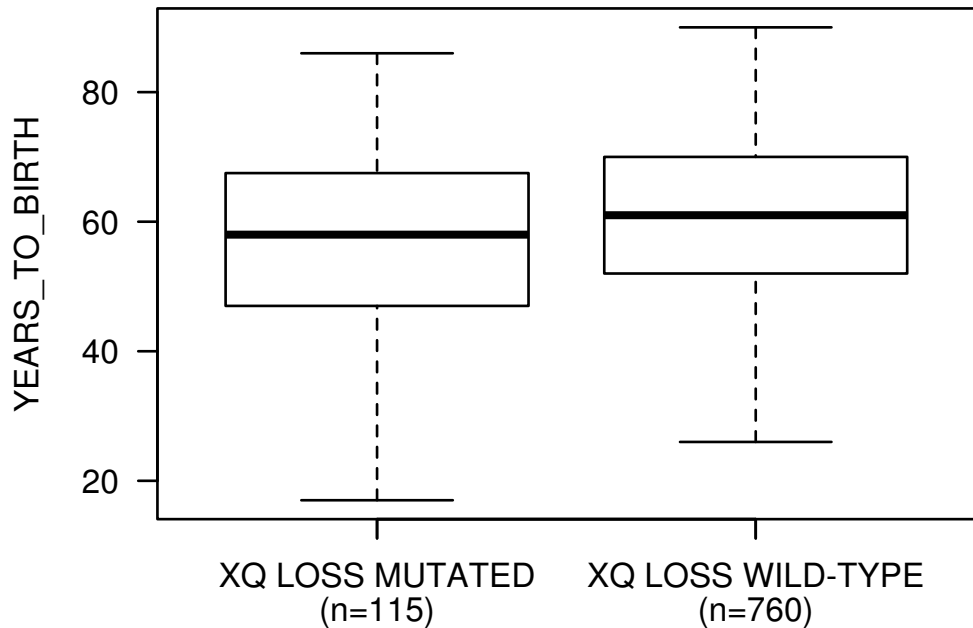 YEARS_TO_BIRTH
80
60
40
20
XQ LOSS MUTATED
(n=115)
XQ LOSS WILD-TYPE
(n=760)